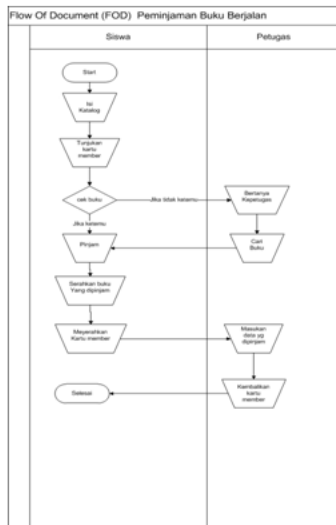 Flow Of Document (FOD) Peminjaman Buku Berjalan
Siswa
Petugas
Start
Isi
Katalog
Tunjukan
kartu
member
cek buku
Jika tidak ketemu
Bertanya
Kepetugas
Jika ketemu
Pinjam
Cari
Buku
Serahkan buku
Yang dipinjam
Meyerahkan
Kartu member
Masukan
data yg
dipinjam
Selesai
Kembalikan
kartu
member